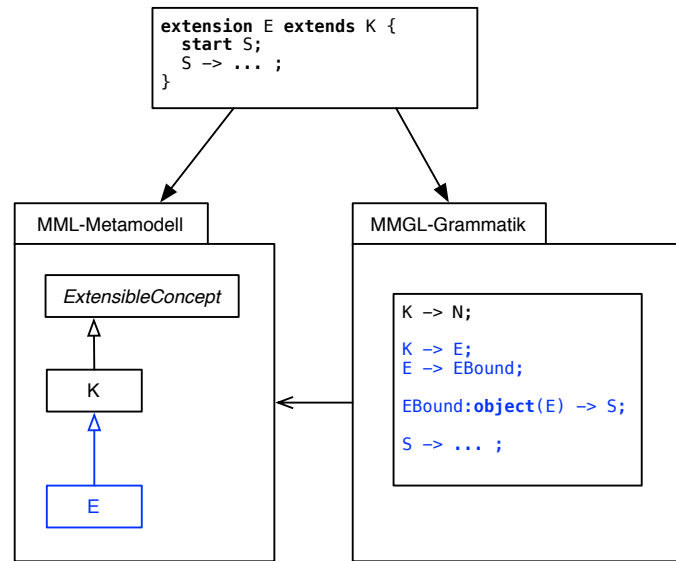 extension E extends K {
start S;
S -> ... ;
}
MML-Metamodell
MMGL-Grammatik
ExtensibleConcept
K
E
K -> N;
K -> E;
E -> EBound;
EBound:object(E) -> S;
S -> ... ;